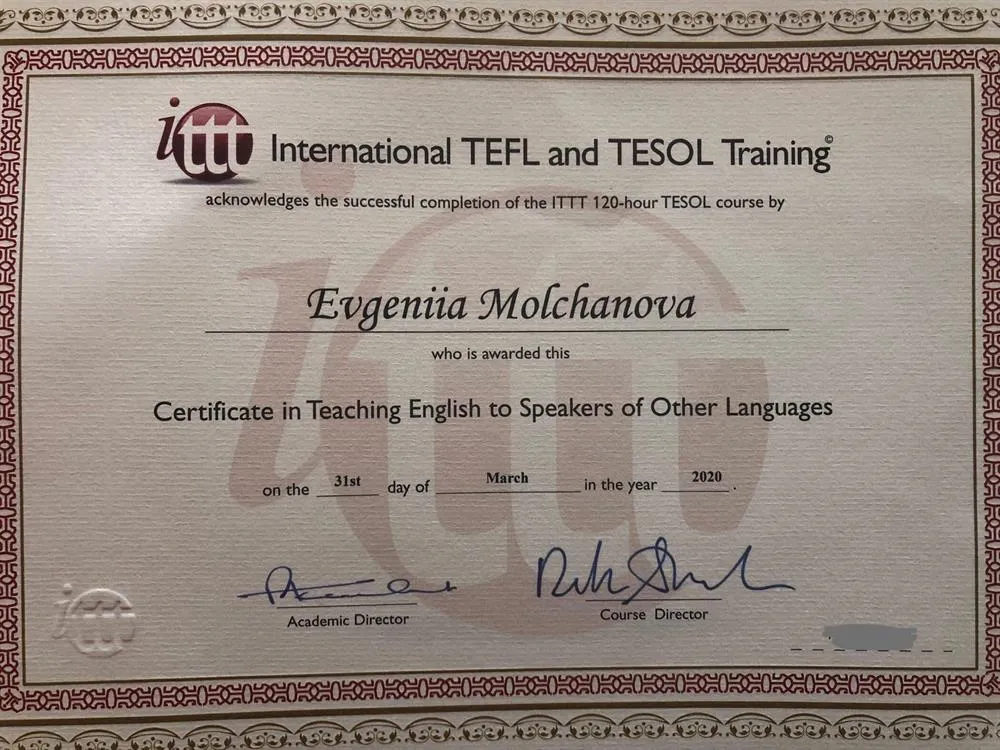 ittt International TEFL and TESOL Training©
acknowledges the successful completion of the ITTT 120-hour TESOL course by
Evgeniia Molchanova
who is awarded this
Certificate in Teaching English to Speakers of Other Languages
on the 31st day of March in the year 2020.
Academic Director Course Director
ittt